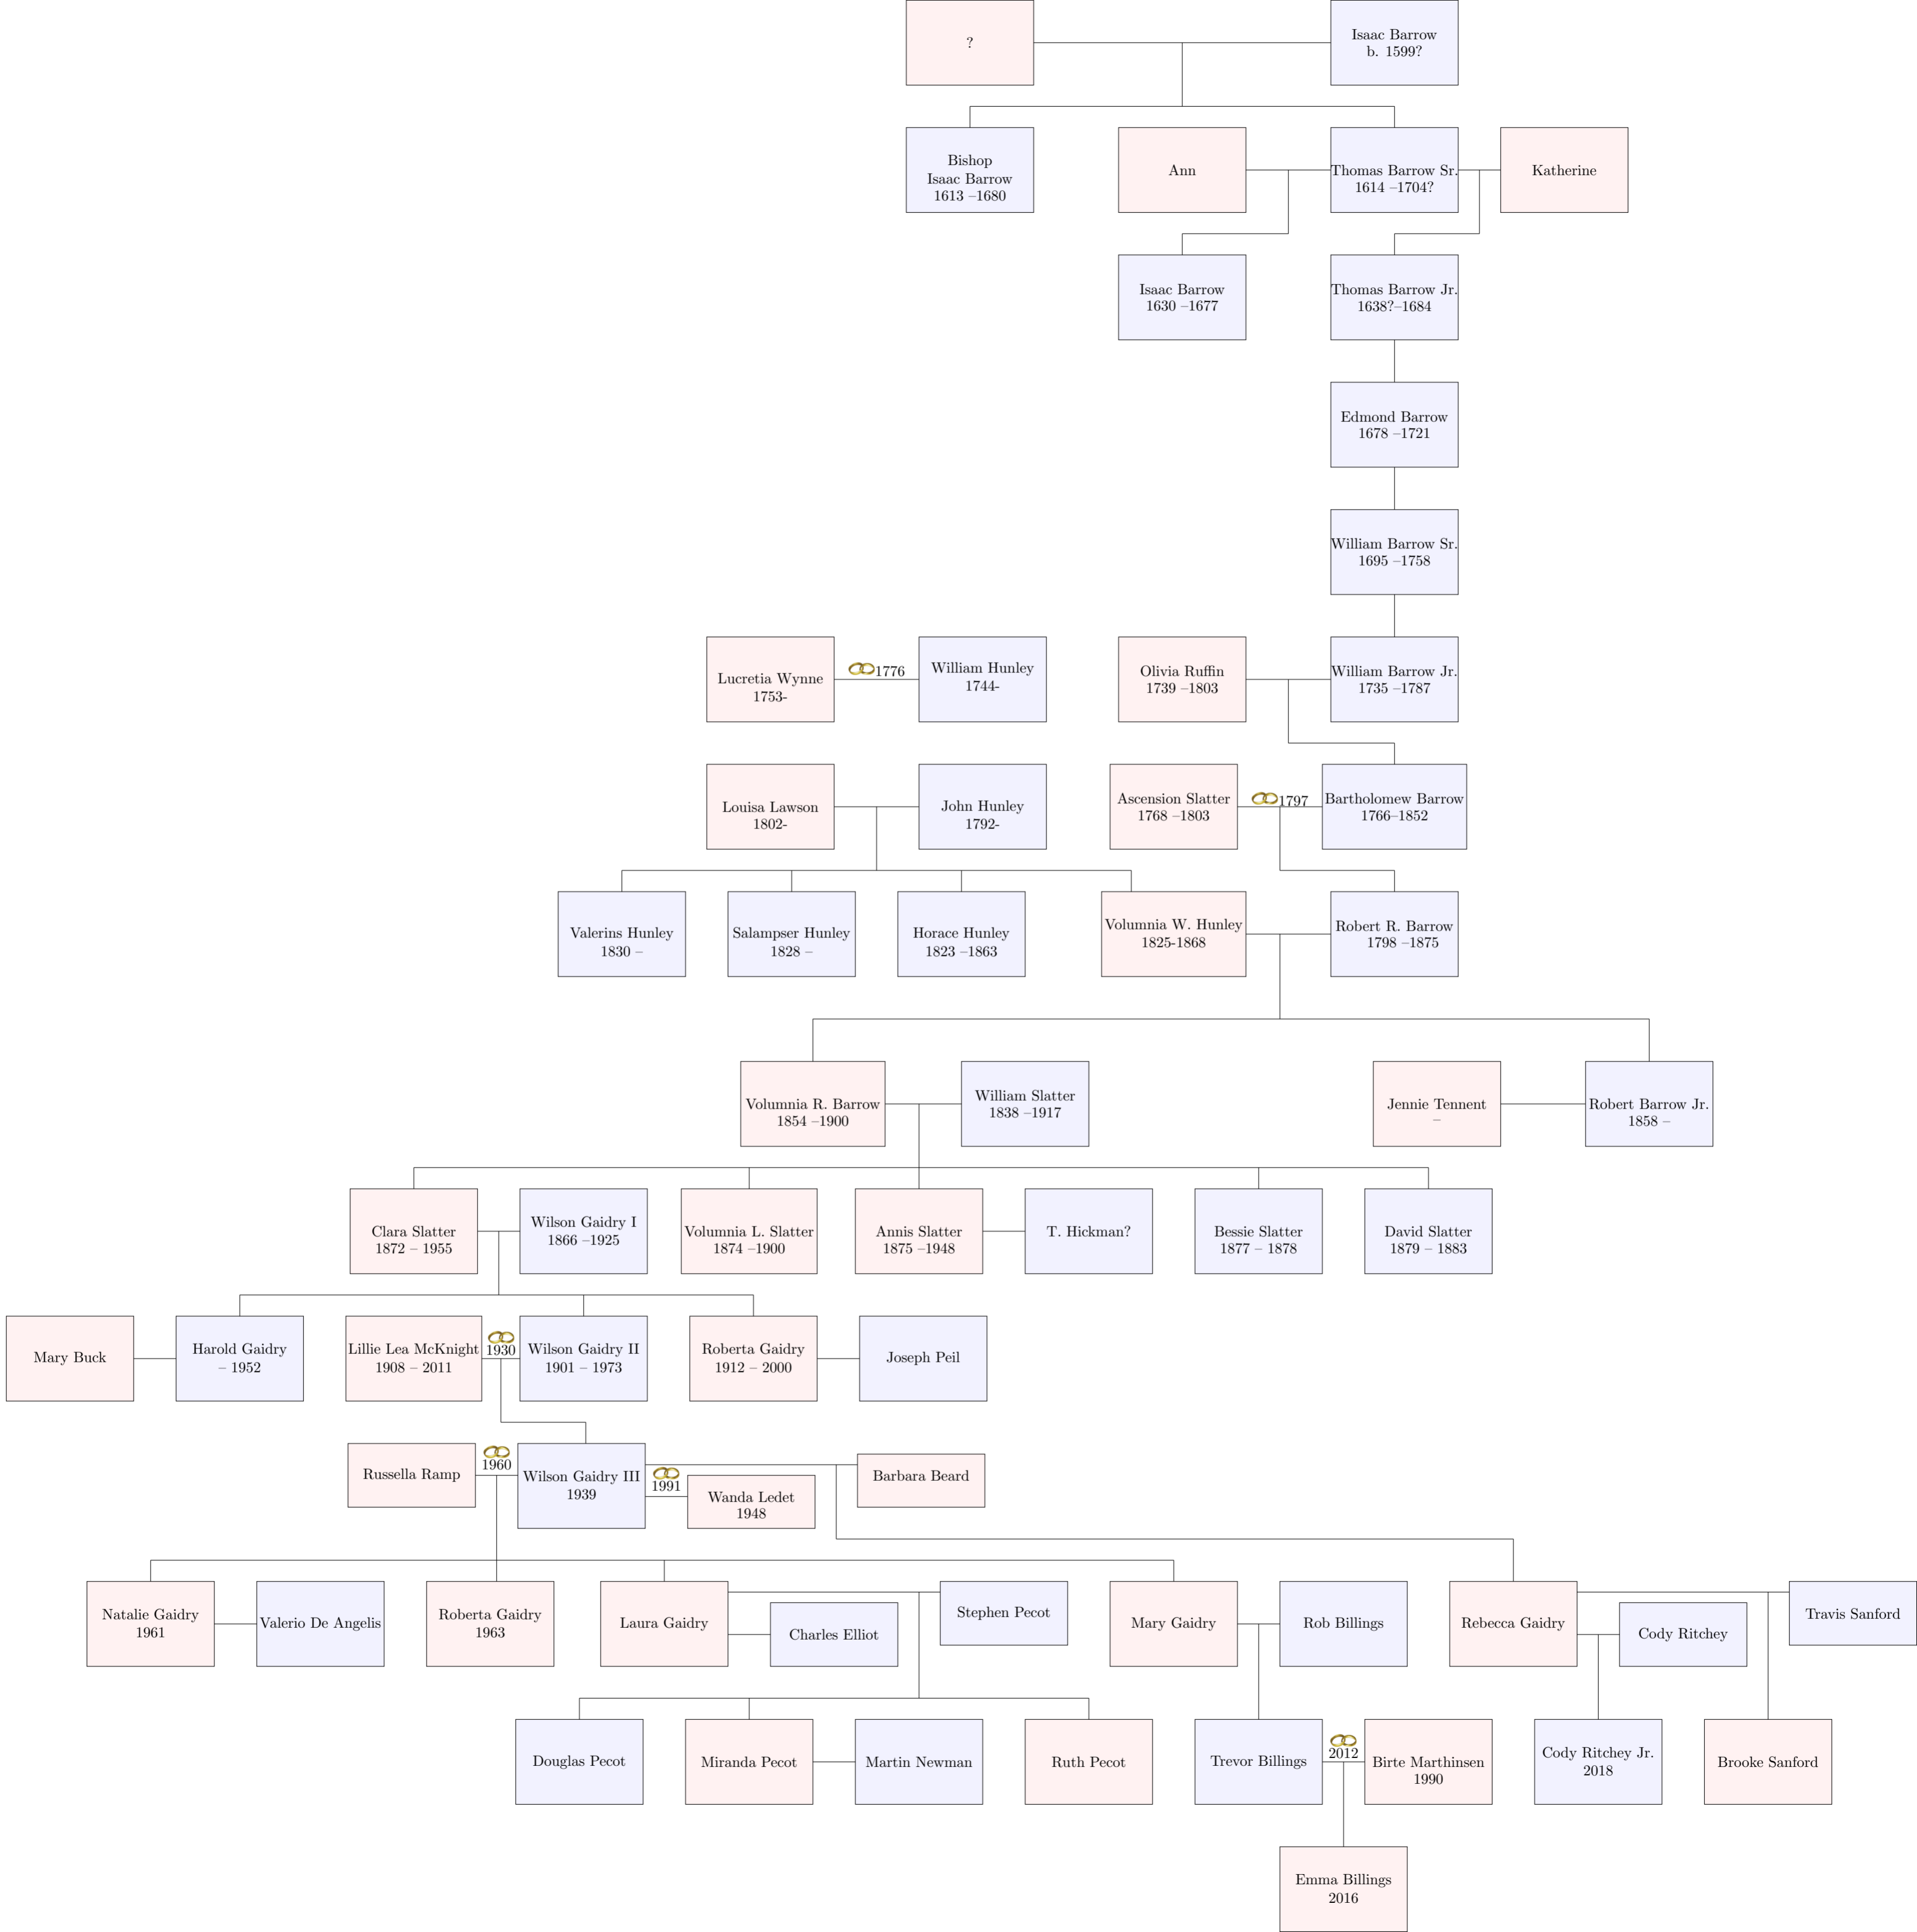 ?
Isaac Barrow
b. 1599?
Bishop
Isaac Barrow
1613 –1680
Ann
Thomas Barrow Sr.
1614 –1704?
Katherine
Isaac Barrow
1630 –1677
Thomas Barrow Jr.
1638?–1684
Edmond Barrow
1678 –1721
William Barrow Sr.
1695 –1758
Lucretia Wynne
1753-
1776
William Hunley
1744-
Olivia Ruffin
1739 –1803
William Barrow Jr.
1735 –1787
Louisa Lawson
1802-
John Hunley
1792-
Ascension Slatter
1768 –1803
1797
Bartholomew Barrow
1766–1852
Valerins Hunley
1830 –
Salampser Hunley
1828 –
Horace Hunley
1823 –1863
Volumnia W. Hunley
1825-1868
Robert R. Barrow
1798 –1875
Volumnia R. Barrow
1854 –1900
William Slatter
1838 –1917
Jennie Tennent
–
Robert Barrow Jr.
1858 –
Clara Slatter
1872 – 1955
Wilson Gaidry I
1866 –1925
Volumnia L. Slatter
1874 –1900
Annis Slatter
1875 –1948
T. Hickman?
Bessie Slatter
1877 – 1878
David Slatter
1879 – 1883
Mary Buck
Harold Gaidry
– 1952
Lillie Lea McKnight
1908 – 2011
1930
Wilson Gaidry II
1901 – 1973
Roberta Gaidry
1912 – 2000
Joseph Peil
Russella Ramp
1960
Wilson Gaidry III
1939
1991
Wanda Ledet
1948
Barbara Beard
Natalie Gaidry
1961
Valerio De Angelis
Roberta Gaidry
1963
Laura Gaidry
Charles Elliot
Stephen Pecot
Mary Gaidry
Rob Billings
Rebecca Gaidry
Cody Ritchey
Travis Sanford
Douglas Pecot
Miranda Pecot
Martin Newman
Ruth Pecot
Trevor Billings
2012
Birte Marthinsen
1990
Cody Ritchey Jr.
2018
Brooke Sanford
Emma Billings
2016